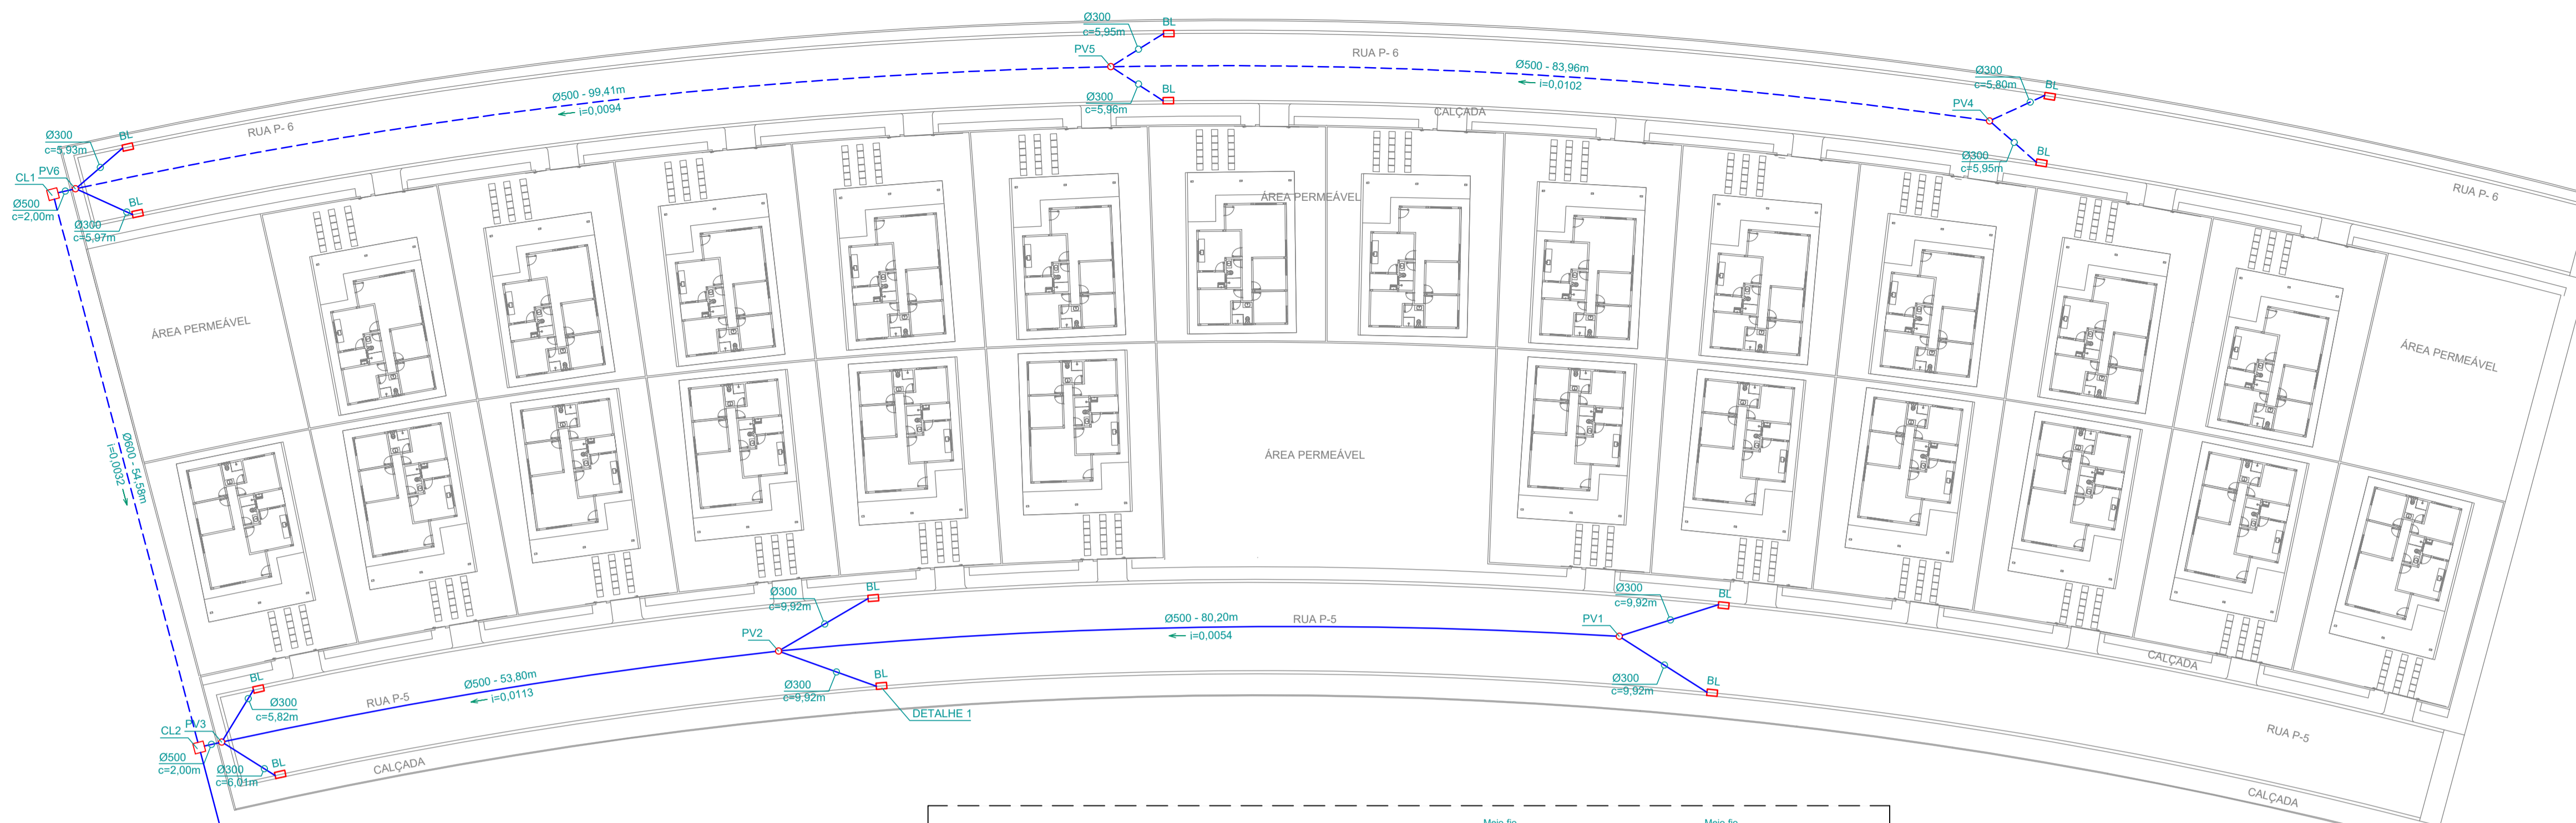 Ø300
c=5,95m
BL
PV5
RUA P- 6
Ø500 - 83,96m
i=0,0102
Ø300
c=5,80m
BL
PV4
Ø500 - 99,41m
i=0,0094
BL
Ø300
c=5,96m
CALÇADA
RUA P- 6
Ø300
c=5,93m
BL
BL
Ø300
c=5,95m
PV6
CL1
Ø500
c=2,00m
BL
Ø300
c=5,97m
RUA P- 6
ÁREA PERMEÁVEL
ÁREA PERMEÁVEL
ÁREA PERMEÁVEL
Ø600 - 54,58m
i=0,0032
ÁREA PERMEÁVEL
Ø300
c=9,92m
BL
Ø500 - 80,20m
i=0,0054
RUA P-5
Ø300
c=9,92m
BL
PV2
PV1
CALÇADA
BL
Ø500 - 53,80m
i=0,0113
RUA P-5
Ø300
c=9,92m
BL
Ø300
c=9,92m
BL
Ø300
c=5,82m
DETALHE 1
PV3
CL2
RUA P-5
Ø500
c=2,00m
Ø300
c=6,01m
BL
CALÇADA
CALÇADA
Meio fio
Meio fio